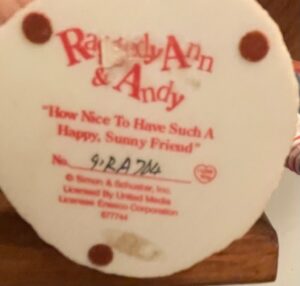 Raggedy Ann
& Andy
"How Nice To Have Such A
Happy, Sunny Friend"
No. 9-RA704
© Simon & Schuster, Inc.
Licensed By United Media
Licensee Enesco Corporation
677744